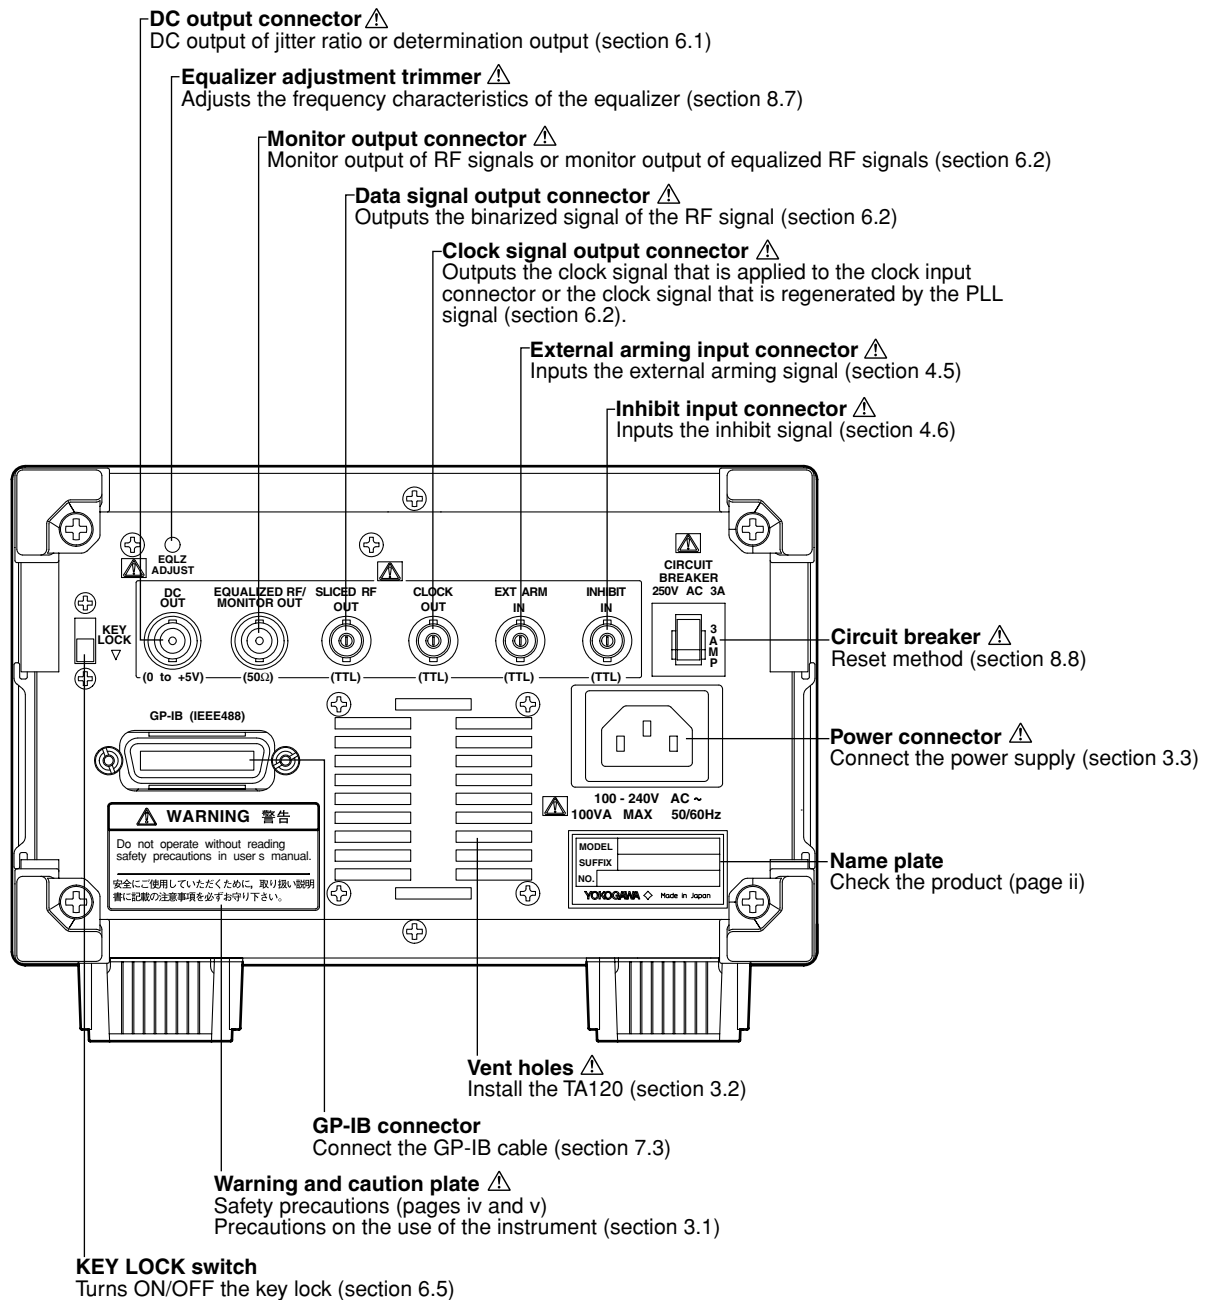 DC output connector ⚠
DC output of jitter ratio or determination output (section 6.1)
Equalizer adjustment trimmer ⚠
Adjusts the frequency characteristics of the equalizer (section 8.7)
Monitor output connector ⚠
Monitor output of RF signals or monitor output of equalized RF signals (section 6.2)
Data signal output connector ⚠
Outputs the binarized signal of the RF signal (section 6.2)
Clock signal output connector ⚠
Outputs the clock signal that is applied to the clock input
connector or the clock signal that is regenerated by the PLL
signal (section 6.2).
External arming input connector ⚠
Inputs the external arming signal (section 4.5)
Inhibit input connector ⚠
Inputs the inhibit signal (section 4.6)
EQLZ
ADJUST
CIRCUIT
BREAKER
250V AC 3A
DC
OUT
EQUALIZED RF/
MONITOR OUT
SLICED RF
OUT
CLOCK
OUT
EXT ARM
IN
INHIBIT
IN
KEY
LOCK
▽
3
A
M
P
(0 to +5V)
(50Ω)
(TTL)
(TTL)
(TTL)
(TTL)
Circuit breaker ⚠
Reset method (section 8.8)
GP-IB (IEEE488)
Power connector ⚠
Connect the power supply (section 3.3)
100 - 240V AC ~
100VA MAX 50/60Hz
⚠ WARNING 警告
Do not operate without reading
safety precautions in user s manual.
安全にご使用していただくために，取り扱い説明
書に記載の注意事項を必ずお守り下さい。
MODEL
SUFFIX
NO.
YOKOGAWA ◇ Made in Japan
Name plate
Check the product (page ii)
Vent holes ⚠
Install the TA120 (section 3.2)
GP-IB connector
Connect the GP-IB cable (section 7.3)
Warning and caution plate ⚠
Safety precautions (pages iv and v)
Precautions on the use of the instrument (section 3.1)
KEY LOCK switch
Turns ON/OFF the key lock (section 6.5)